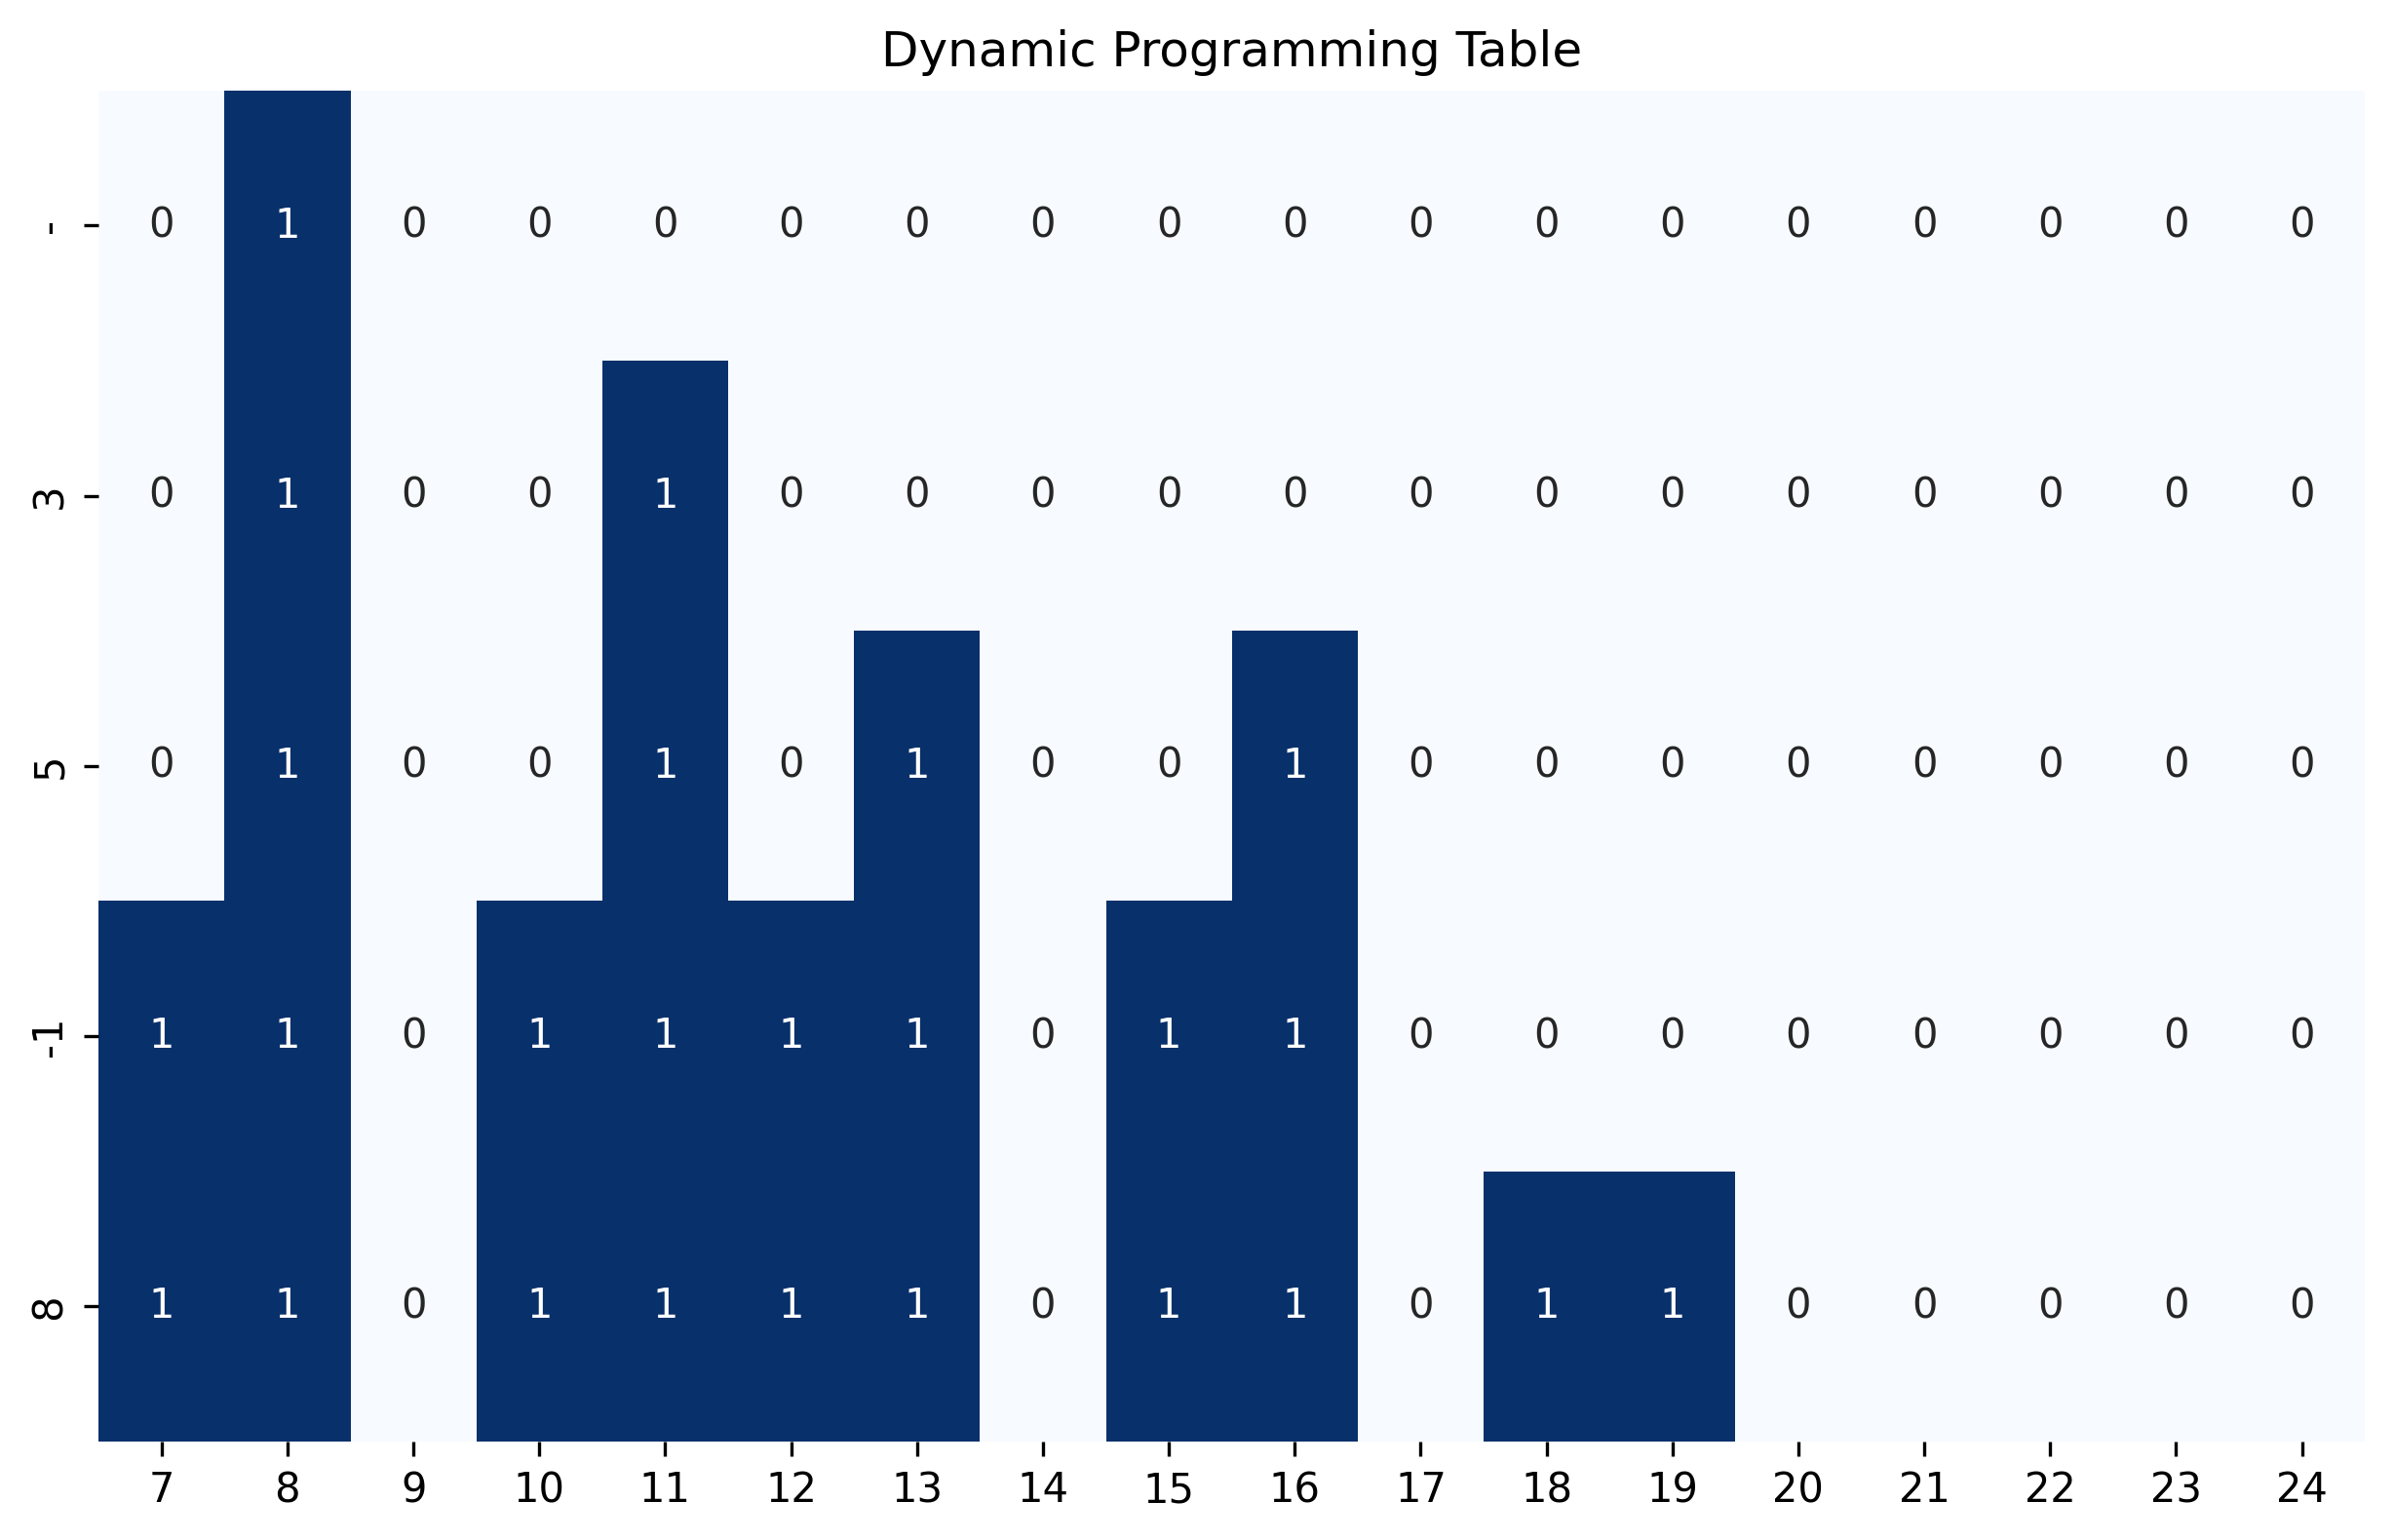 Dynamic Programming Table
- 0 1 0 0 0 0 0 0 0 0 0 0 0 0 0 0 0 0
3 0 1 0 0 1 0 0 0 0 0 0 0 0 0 0 0 0 0
5 0 1 0 0 1 0 1 0 0 1 0 0 0 0 0 0 0 0
-1 1 1 0 1 1 1 1 0 1 1 0 0 0 0 0 0 0 0
8 1 1 0 1 1 1 1 0 1 1 0 1 1 0 0 0 0 0
7 8 9 10 11 12 13 14 15 16 17 18 19 20 21 22 23 24